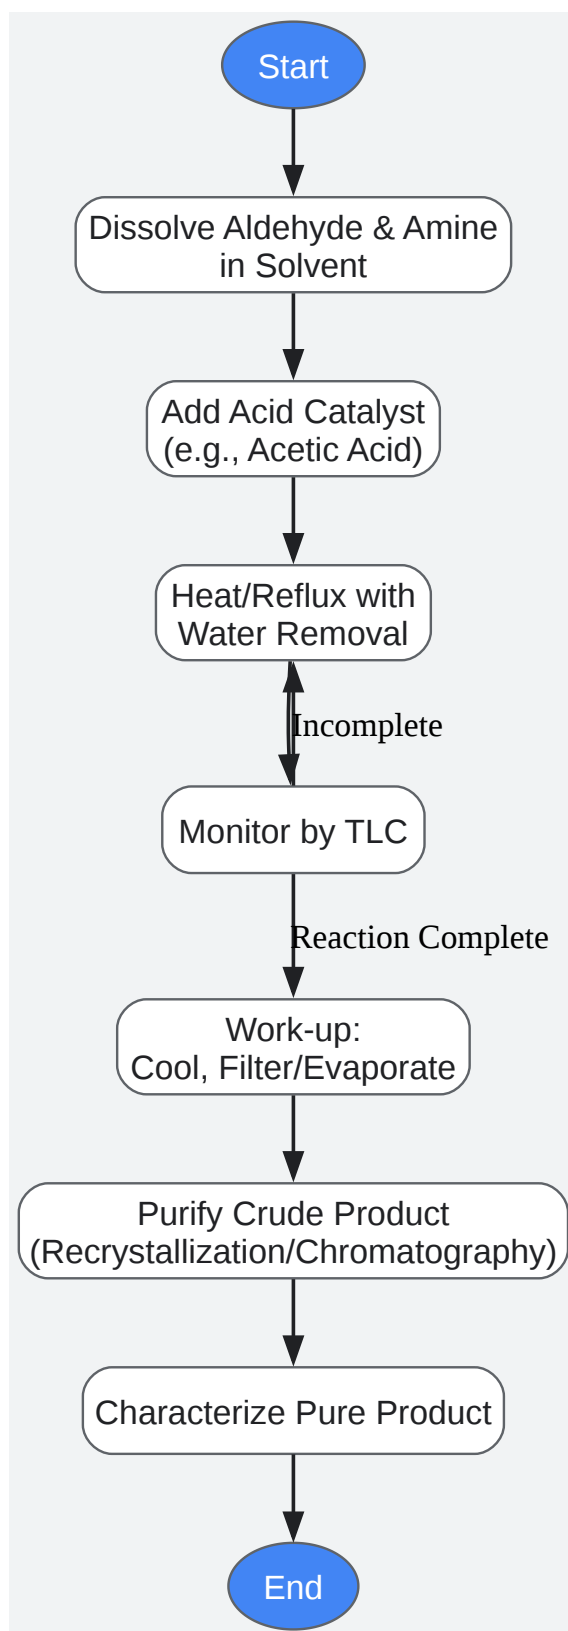 Start
Dissolve Aldehyde & Amine
in Solvent
Add Acid Catalyst
(e.g., Acetic Acid)
Heat/Reflux with
Water Removal
Incomplete
Monitor by TLC
Reaction Complete
Work-up:
Cool, Filter/Evaporate
Purify Crude Product
(Recrystallization/Chromatography)
Characterize Pure Product
End